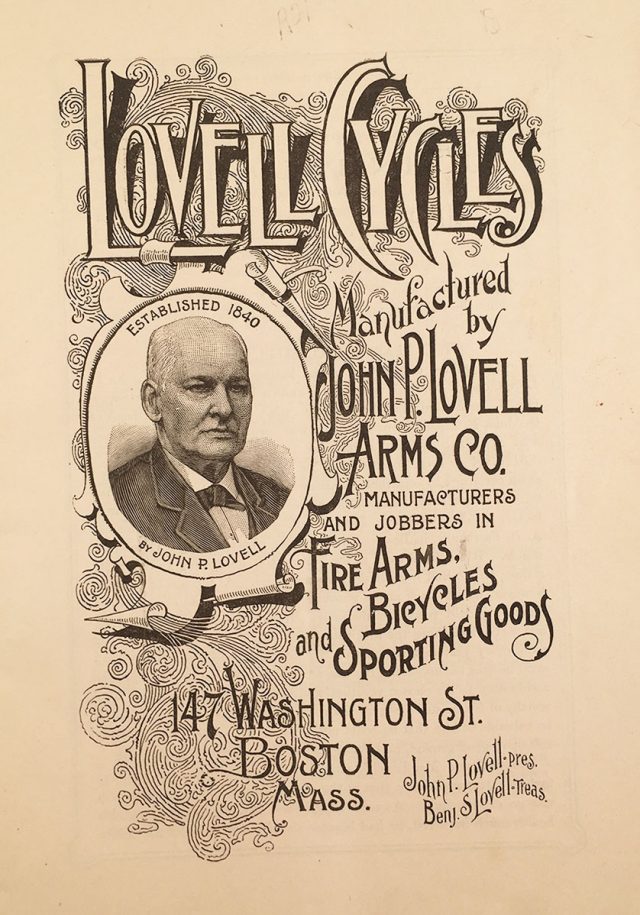 LOVELL CYCLES
ESTABLISHED 1840
BY JOHN P. LOVELL
Manufactured
by
JOHN P. LOVELL
ARMS CO.
MANUFACTURERS
AND JOBBERS IN
FIRE ARMS,
BICYCLES
and SPORTING GOODS
147 WASHINGTON ST.
BOSTON
MASS.
John P. Lovell-pres.
Benj. S Lovell-Treas.